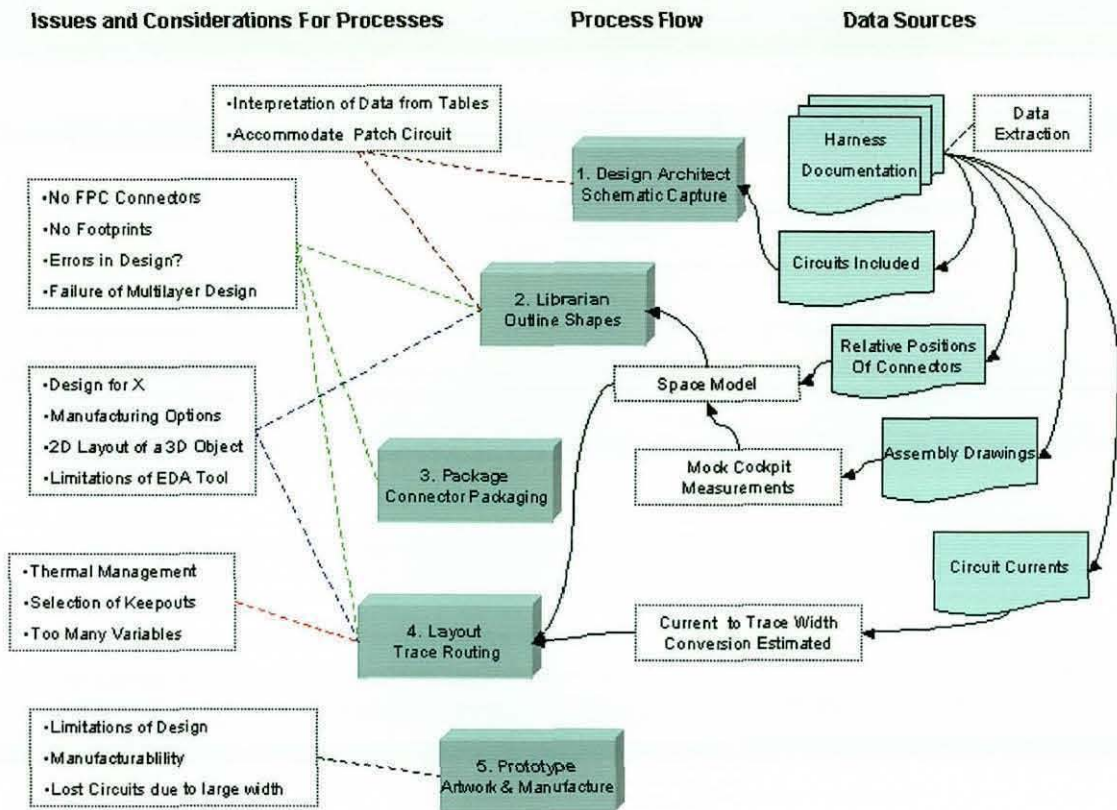 Issues and Considerations For Processes
Process Flow
Data Sources
•Interpretation of Data from Tables
•Accommodate Patch Circuit
Harness
Documentation
Data
Extraction
1. Design Architect
Schematic Capture
•No FPC Connectors
•No Footprints
•Errors in Design?
•Failure of Multilayer Design
Circuits Included
2. Librarian
Outline Shapes
Relative Positions
Of Connectors
Space Model
•Design for X
•Manufacturing Options
•2D Layout of a 3D Object
•Limitations of EDA Tool
Assembly Drawings
Mock Cockpit
Measurements
3. Package
Connector Packaging
•Thermal Management
•Selection of Keepouts
•Too Many Variables
Circuit Currents
4. Layout
Trace Routing
Current to Trace Width
Conversion Estimated
•Limitations of Design
•Manufacturablility
•Lost Circuits due to large width
5. Prototype
Artwork & Manufacture